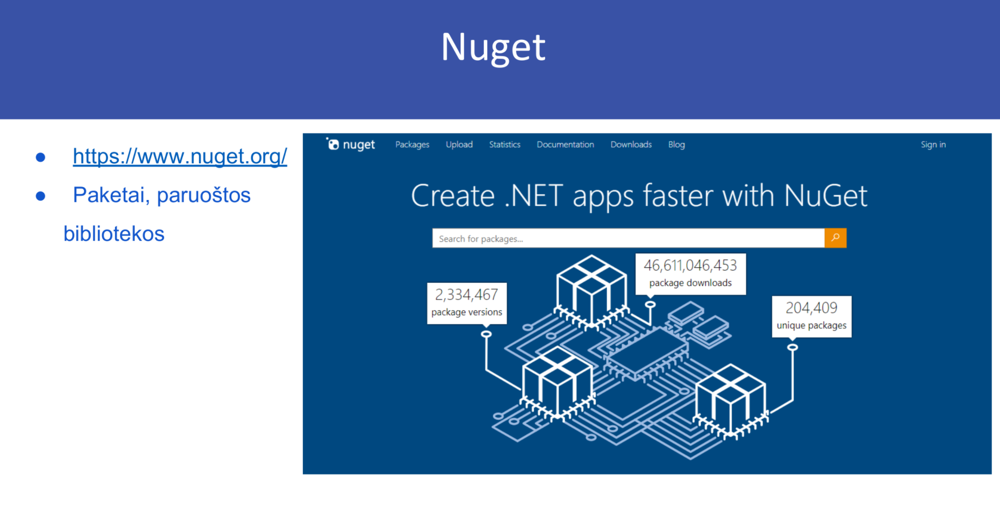 Nuget
https://www.nuget.org/
Paketai, paruoštos
bibliotekos
nuget Packages Upload Statistics Documentation Downloads Blog Sign in
Create .NET apps faster with NuGet
Search for packages...
46,611,046,453
package downloads
2,334,467
package versions
204,409
unique packages